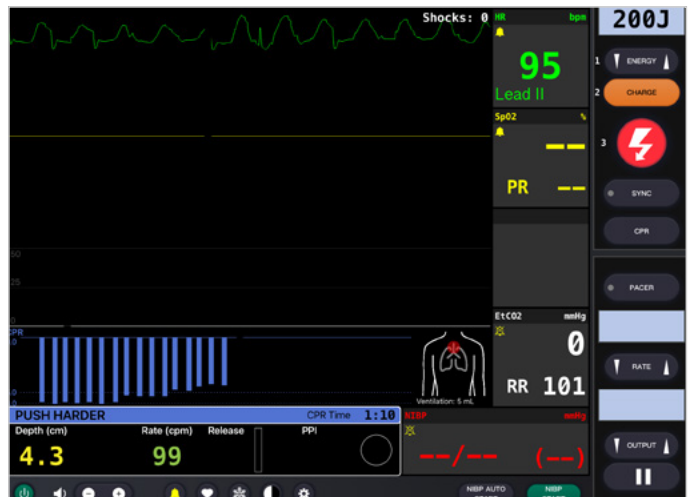 Shocks: 0
HR bpm
95
Lead II
SpO2 %
--
PR --
50
25
0
EtCO2 mmHg
0
RR 101
CPR
Ventilation: 5 mL
PUSH HARDER CPR Time 1:10
Depth (cm) Rate (cpm) Release PPI
4.3 99
NIBP mmHg
--/-- (--)
NIBP AUTO
NIBP
200J
1 ENERGY
2 CHARGE
3
SYNC
CPR
PACER
RATE
OUTPUT